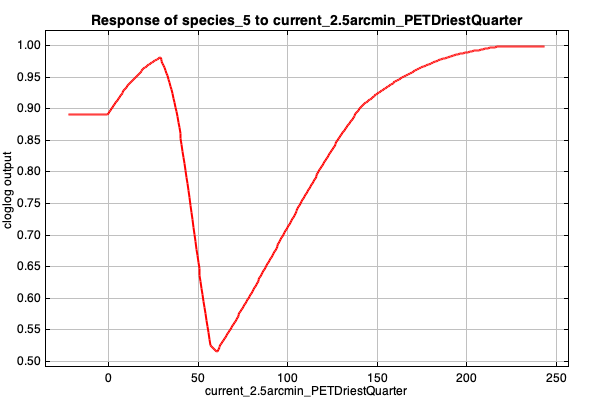 Response of species_5 to current_2.5arcmin_PETDriestQuarter
1.00
0.95
0.90
0.85
0.80
0.75
0.70
0.65
0.60
0.55
0.50
cloglog output
0 50 100 150 200 250
current_2.5arcmin_PETDriestQuarter